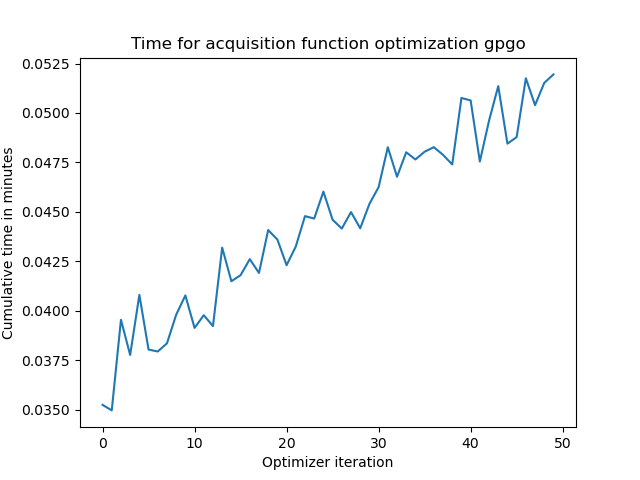 Time for acquisition function optimization gpgo
Cumulative time in minutes
0.0525
0.0500
0.0475
0.0450
0.0425
0.0400
0.0375
0.0350
0 10 20 30 40 50
Optimizer iteration